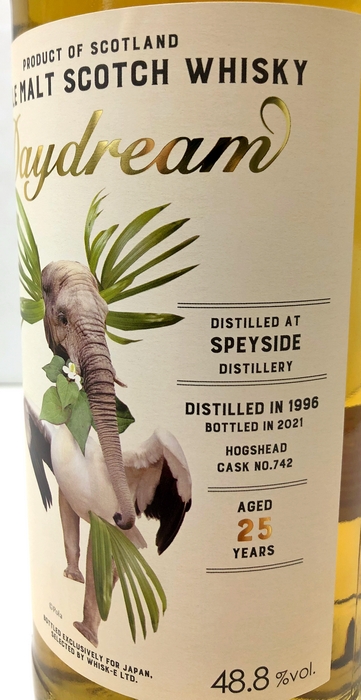 PRODUCT OF SCOTLAND
MALT SCOTCH WHISKY
Daydream
DISTILLED AT
SPEYSIDE
DISTILLERY
DISTILLED IN 1996
BOTTLED IN 2021
HOGSHEAD
CASK NO.742
AGED
25
YEARS
BOTTLED EXCLUSIVELY FOR JAPAN,
SELECTED BY WHISK-E LTD.
48.8 %vol.